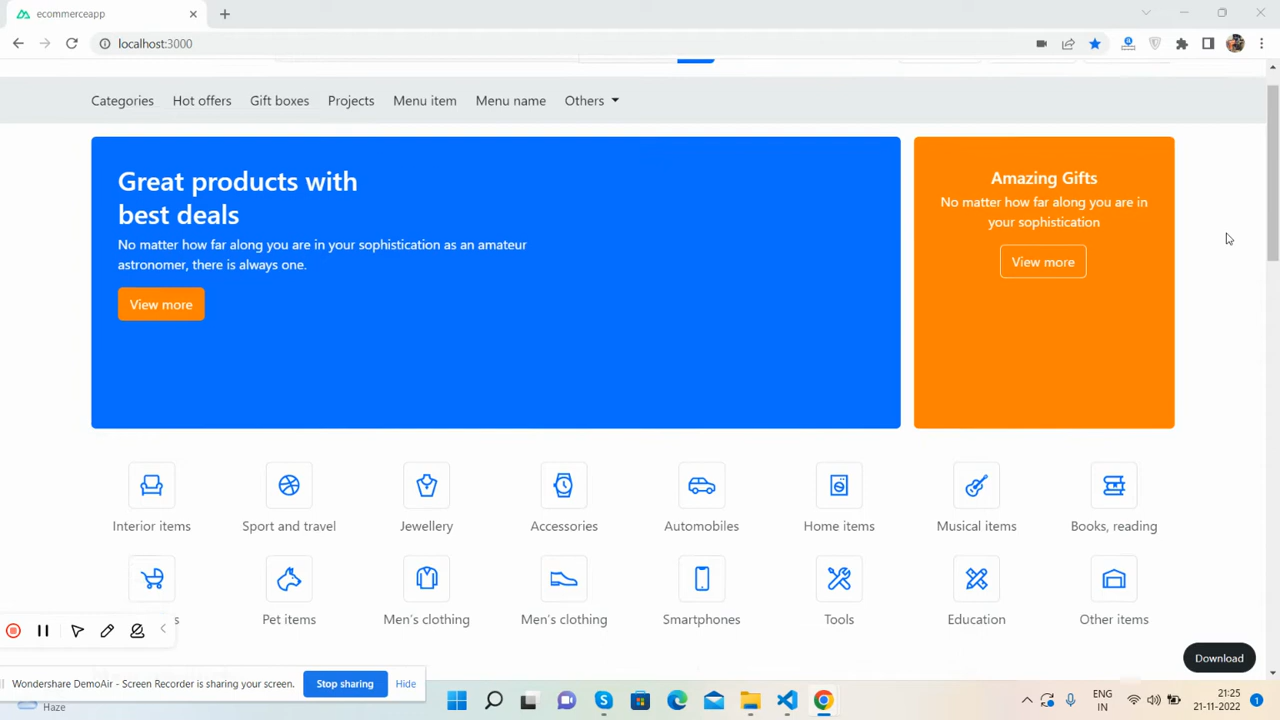 ecommerceapp
localhost:3000
Categories Hot offers Gift boxes Projects Menu item Menu name Others
Great products with
best deals
No matter how far along you are in your sophistication as an amateur
astronomer, there is always one.
View more
Amazing Gifts
No matter how far along you are in
your sophistication
View more
Interior items Sport and travel Jewellery Accessories Automobiles Home items Musical items Books, reading
Pet items Men's clothing Men's clothing Smartphones Tools Education Other items
Download
Wondershare DemoAir - Screen Recorder is sharing your screen. Stop sharing Hide
Haze
ENG
IN
21:25
21-11-2022
1